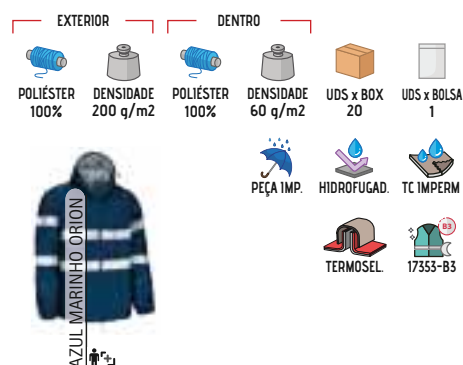 EXTERIOR
DENTRO
POLIÉSTER
100%
DENSIDADE
200 g/m2
POLIÉSTER
100%
DENSIDADE
60 g/m2
UDS x BOX
20
UDS x BOLSA
1
PEÇA IMP.
HIDROFUGAD.
TC IMPERM
B3
TERMOSEL.
17353-B3
AZUL MARINHO ORION